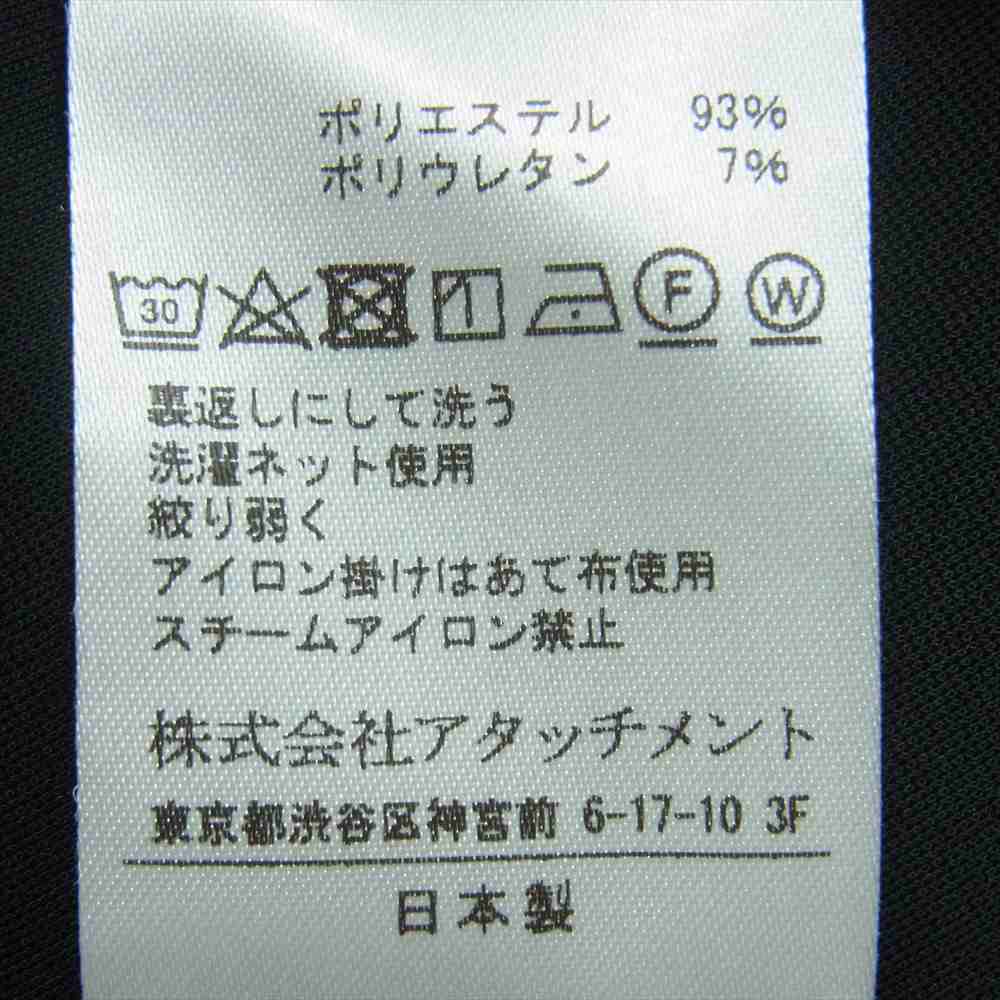 ポリエステル 93%
ポリウレタン 7%
30 F W
裏返しにして洗う
洗濯ネット使用
絞り弱く
アイロン掛けはあて布使用
スチームアイロン禁止
株式会社アタッチメント
東京都渋谷区神宮前 6-17-10 3F
日本製